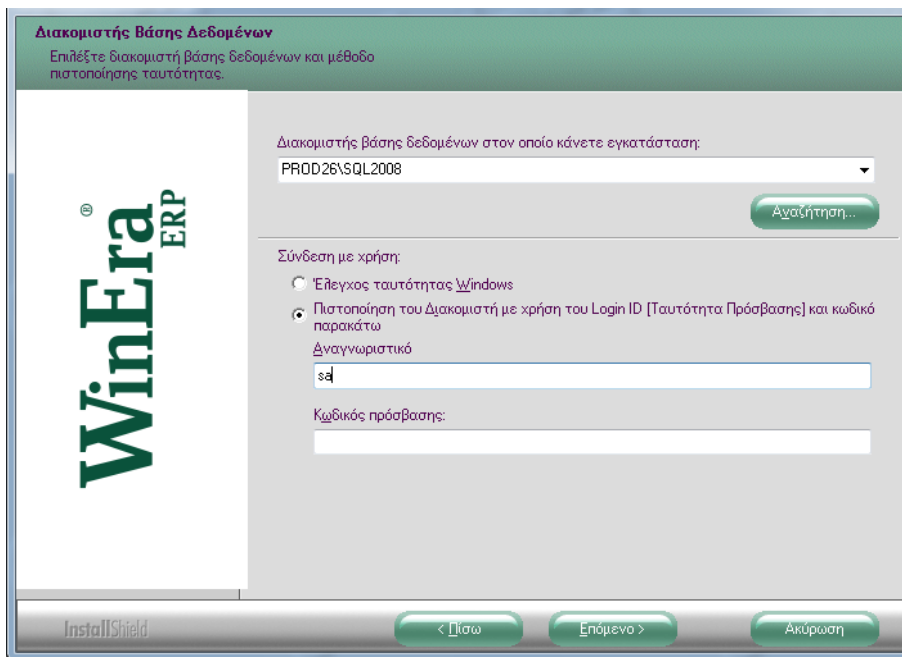 Διακομιστής Βάσης Δεδομένων
Επιλέξτε διακομιστή βάσης δεδομένων και μέθοδο
πιστοποίησης ταυτότητας.
WinEra®
ERP
Διακομιστής βάσης δεδομένων στον οποίο κάνετε εγκατάσταση:
PROD26\SQL2008
Αναζήτηση...
Σύνδεση με χρήση:
Έλεγχος ταυτότητας Windows
Πιστοποίηση του Διακομιστή με χρήση του Login ID [Ταυτότητα Πρόσβασης] και κωδικό
παρακάτω
Αναγνωριστικό
sa
Κωδικός πρόσβασης:
InstallShield
< Πίσω
Επόμενο >
Ακύρωση